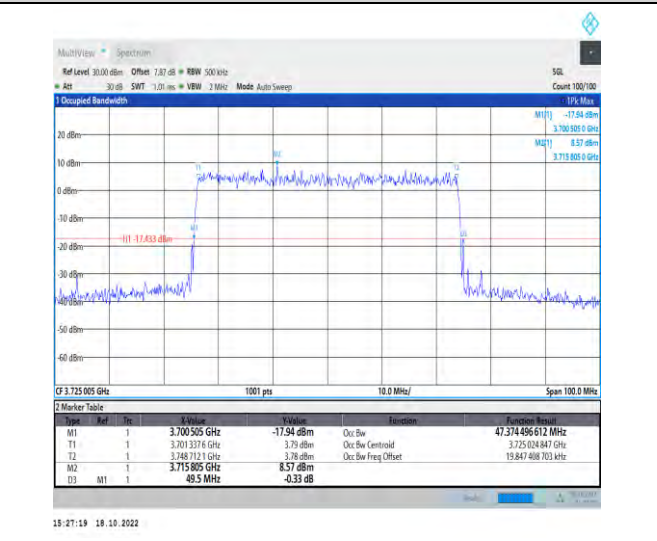 MultiView Spectrum
Ref Level 30.00 dBm Offset 7.87 dB RBW 500 kHz SGL
Att 30 dB SWT 1.01 ms VBW 2 MHz Mode Auto Sweep Count 100/100
1 Occupied Bandwidth 1Pk Max
M1[1] -17.94 dBm
3.700 505 0 GHz
20 dBm
M2[1] 8.57 dBm
3.715 805 0 GHz
M2
10 dBm
T1 T2
0 dBm
-10 dBm
M1
H1 -17.433 dBm
D3
-20 dBm
-30 dBm
-40 dBm
-50 dBm
-60 dBm
CF 3.725 005 GHz 1001 pts 10.0 MHz/ Span 100.0 MHz
2 Marker Table
Type Ref Trc X-Value Y-Value Function Function Result
M1 1 3.700 505 GHz -17.94 dBm Occ Bw 47.374 496 612 MHz
T1 1 3.701 337 6 GHz 3.79 dBm Occ Bw Centroid 3.725 024 847 GHz
T2 1 3.748 712 1 GHz 3.78 dBm Occ Bw Freq Offset 19.847 408 703 kHz
M2 1 3.715 805 GHz 8.57 dBm
D3 M1 1 49.5 MHz -0.33 dB
15:27:19 18.10.2022